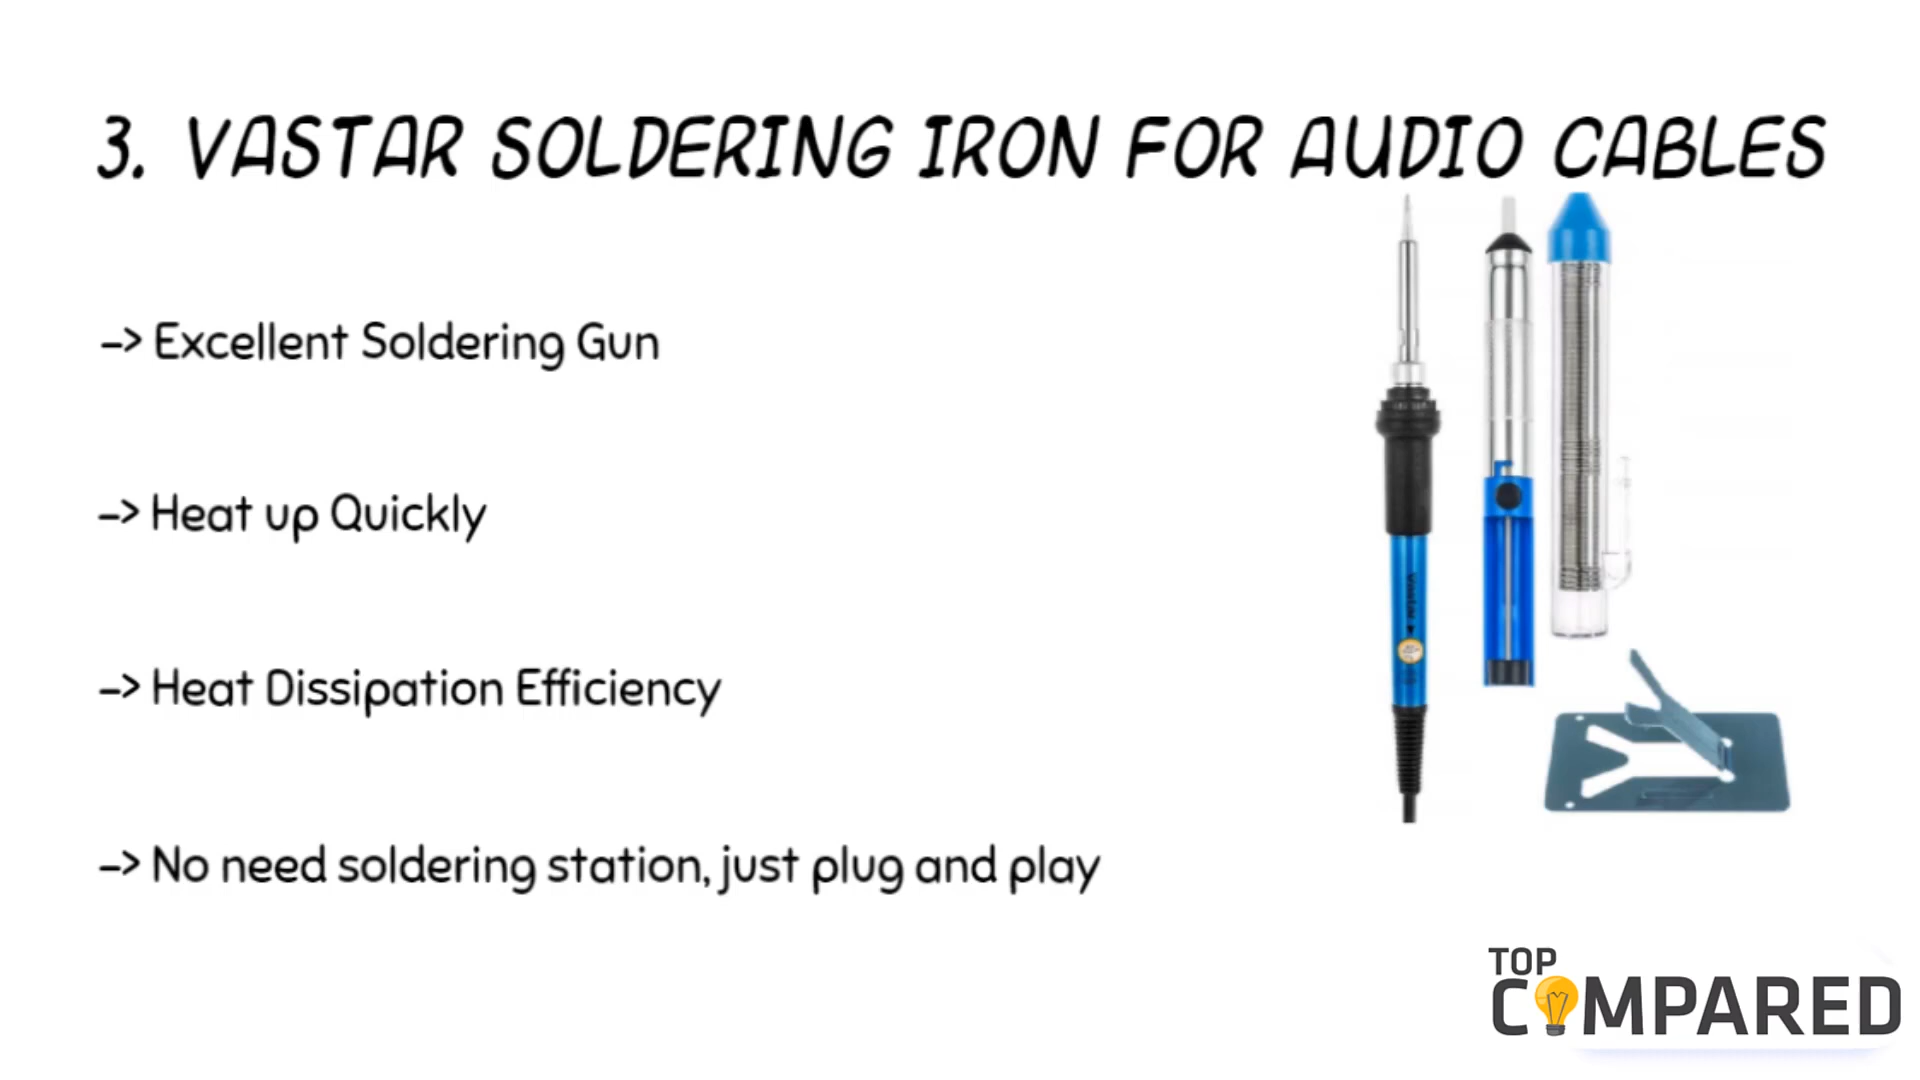 3. VASTAR SOLDERING IRON FOR AUDIO CABLES
-> Excellent Soldering Gun
-> Heat up Quickly
-> Heat Dissipation Efficiency
-> No need soldering station, just plug and play
Vastar
TOP
COMPARED